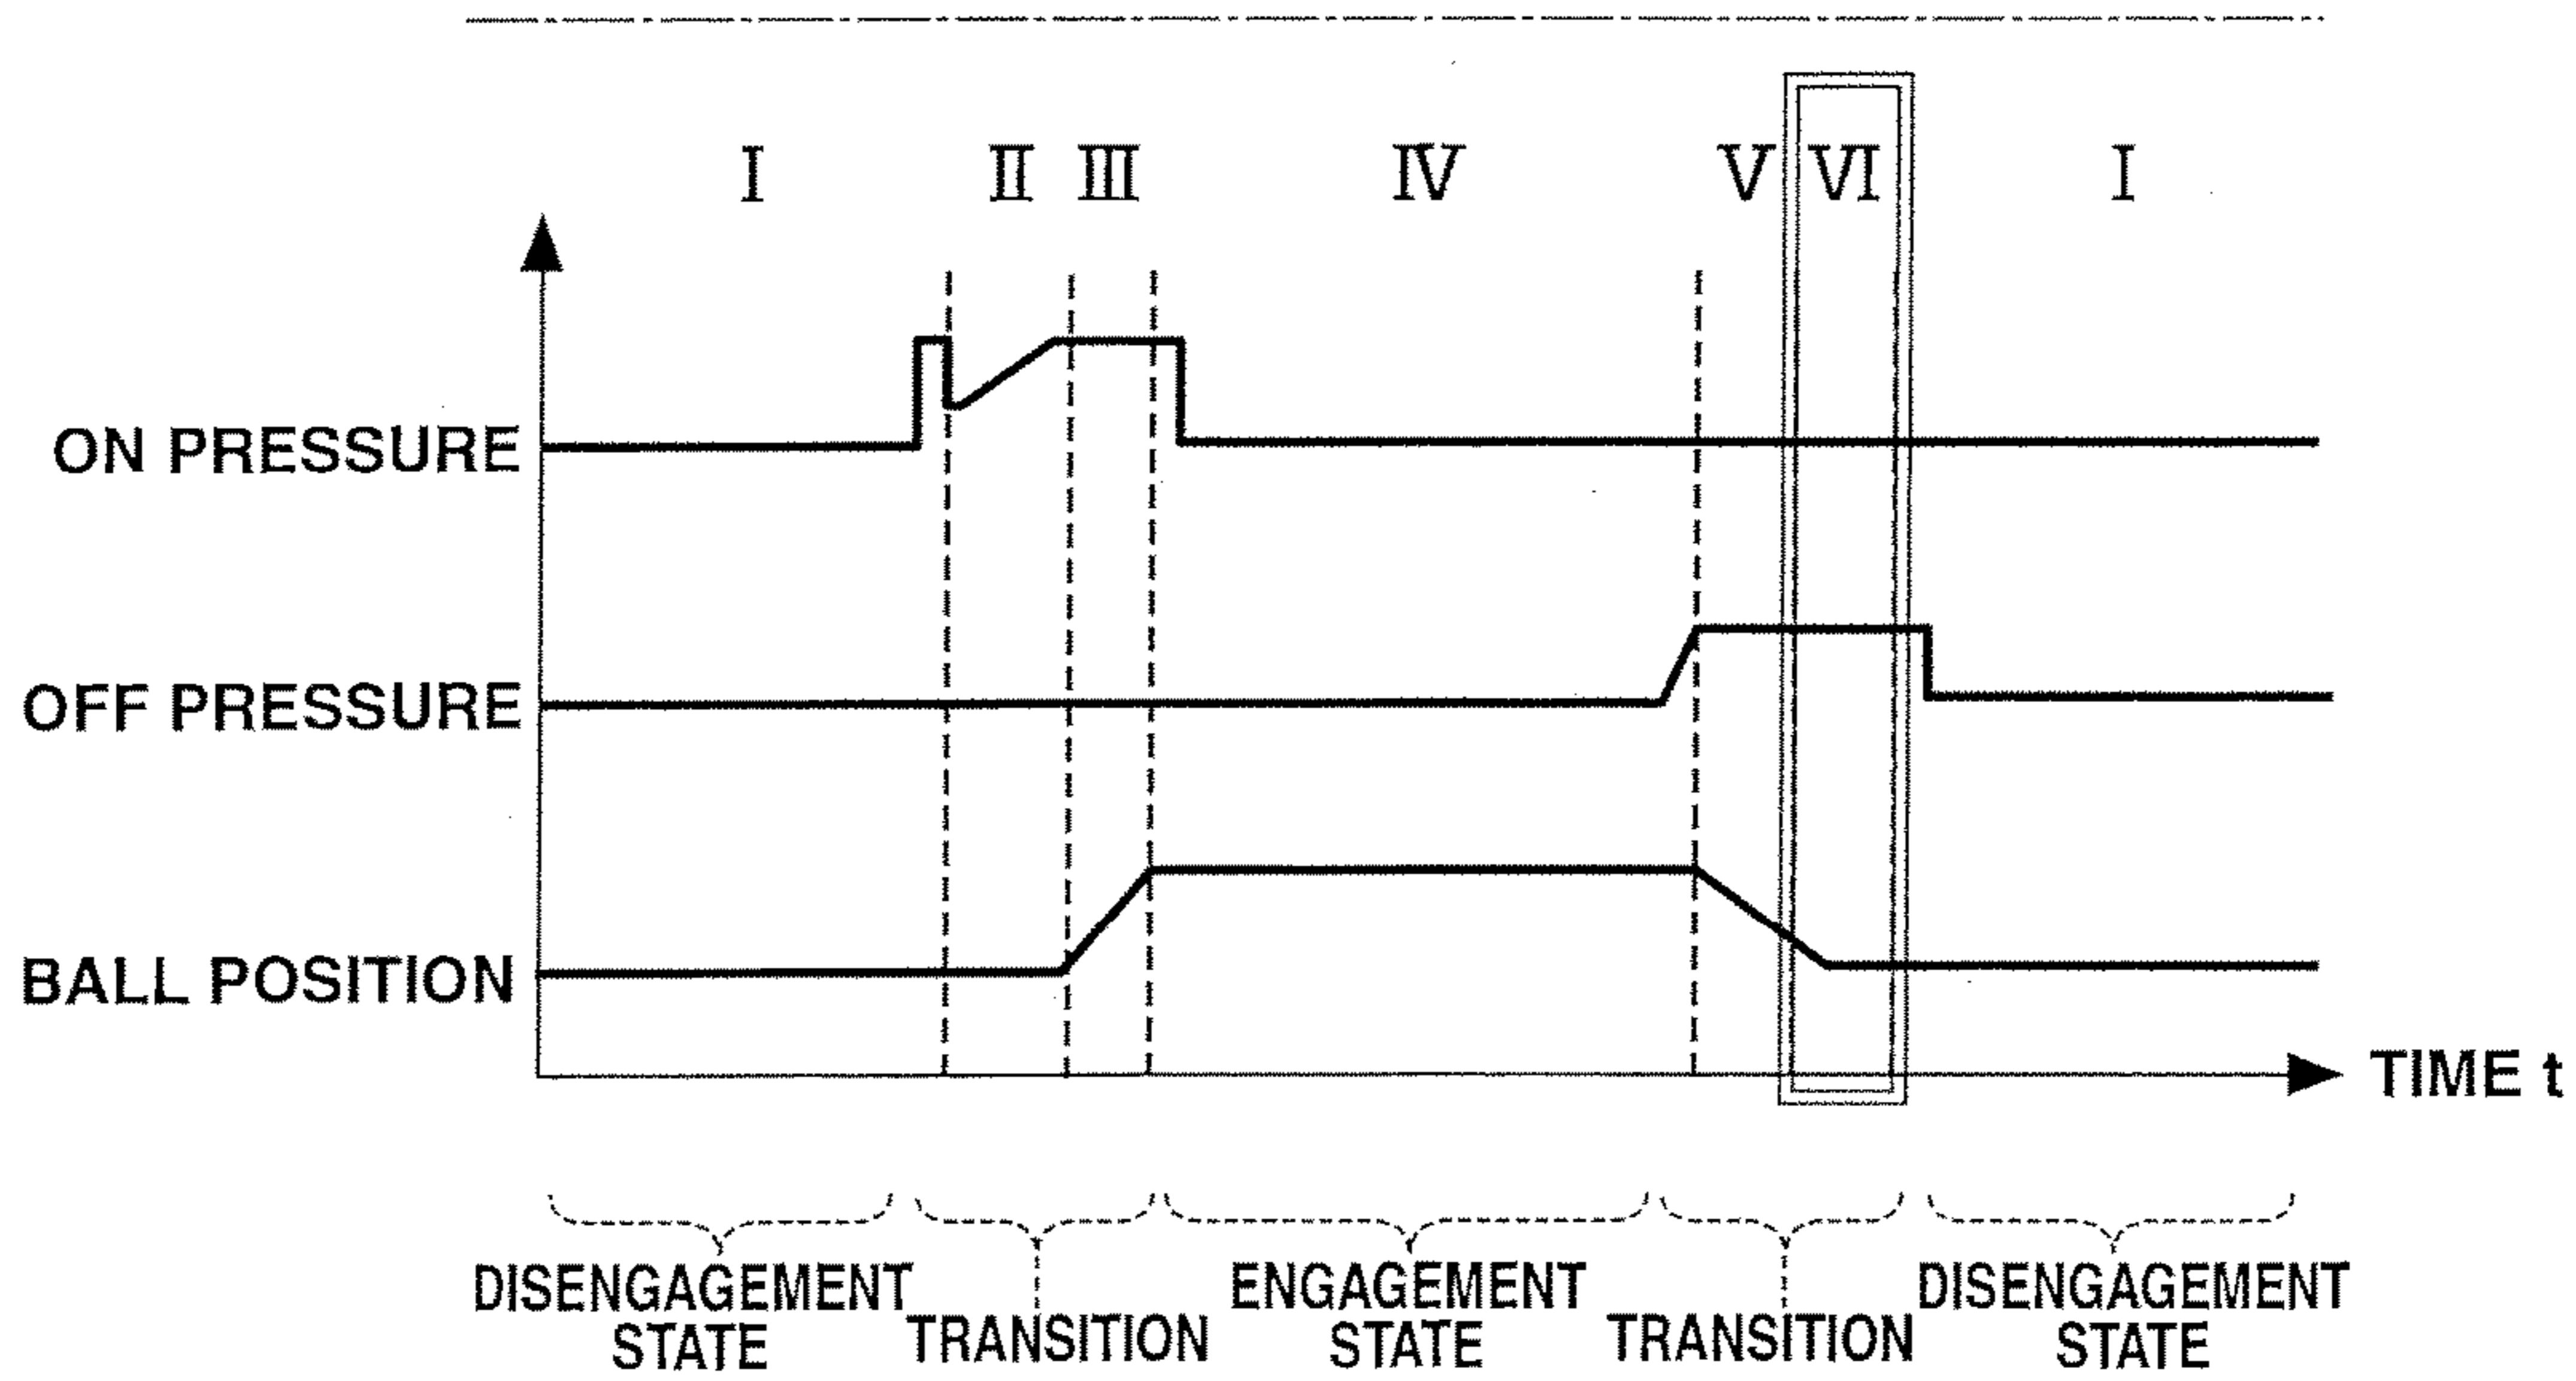 I II III IV V VI I
ON PRESSURE
OFF PRESSURE
BALL POSITION
TIME t
DISENGAGEMENT STATE
TRANSITION
ENGAGEMENT STATE
TRANSITION
DISENGAGEMENT STATE